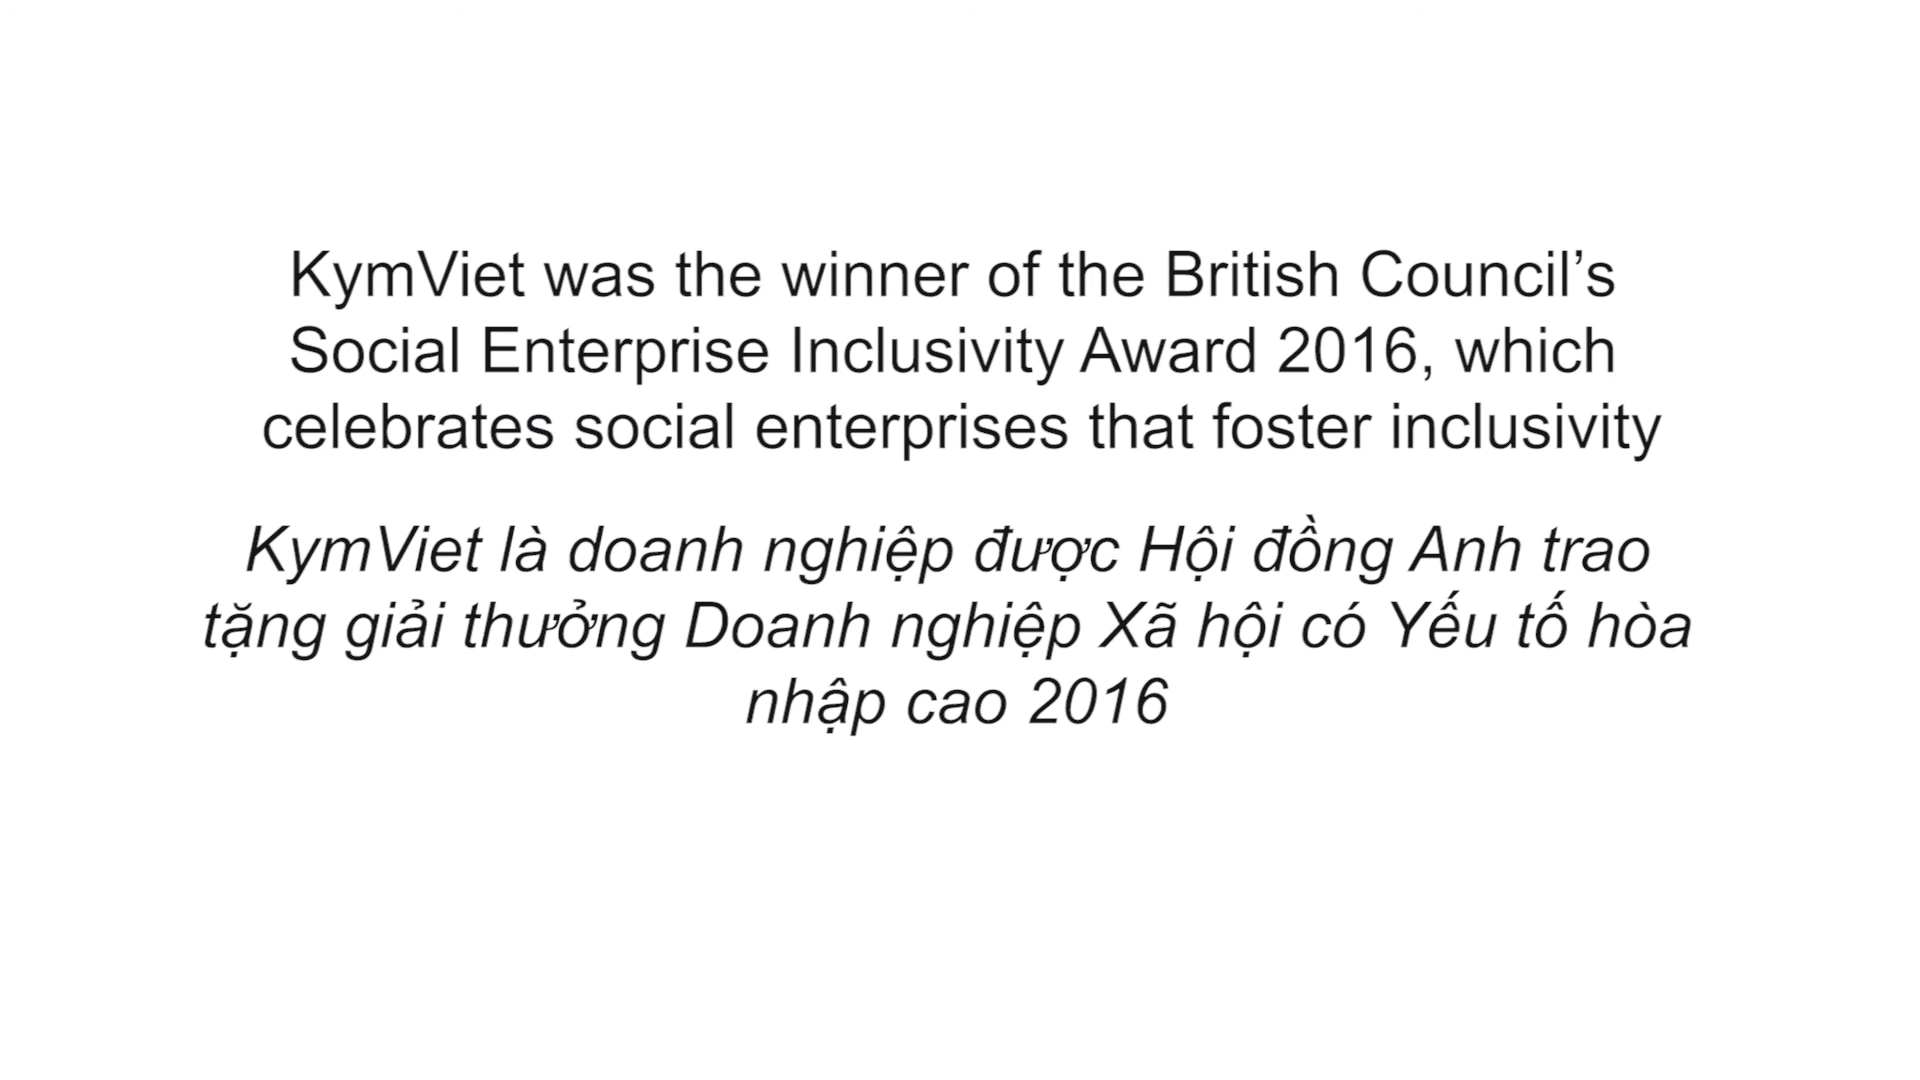 KymViet was the winner of the British Council’s
Social Enterprise Inclusivity Award 2016, which
celebrates social enterprises that foster inclusivity
KymViet là doanh nghiệp được Hội đồng Anh trao
tặng giải thưởng Doanh nghiệp Xã hội có Yếu tố hòa
nhập cao 2016